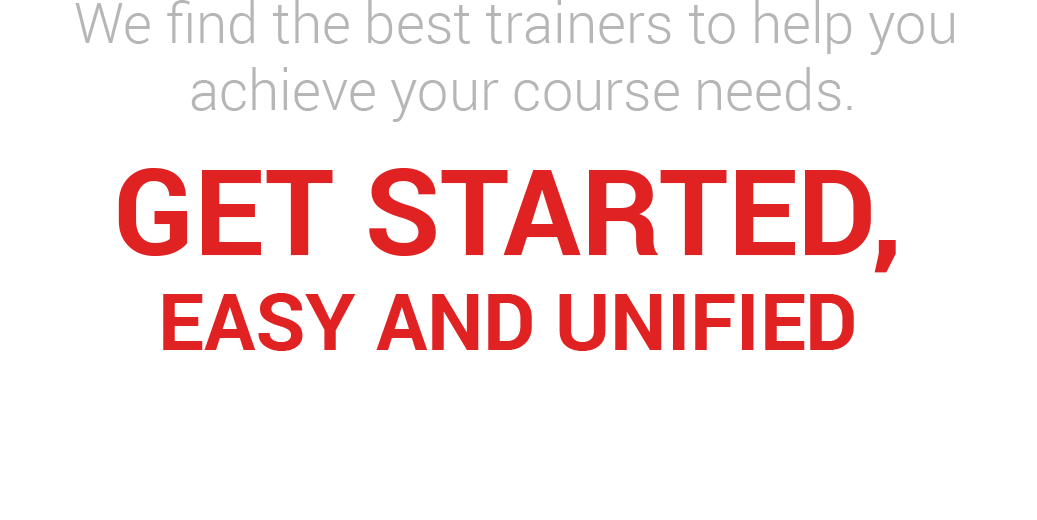 We find the best trainers to help you
achieve your course needs.
GET STARTED,
EASY AND UNIFIED